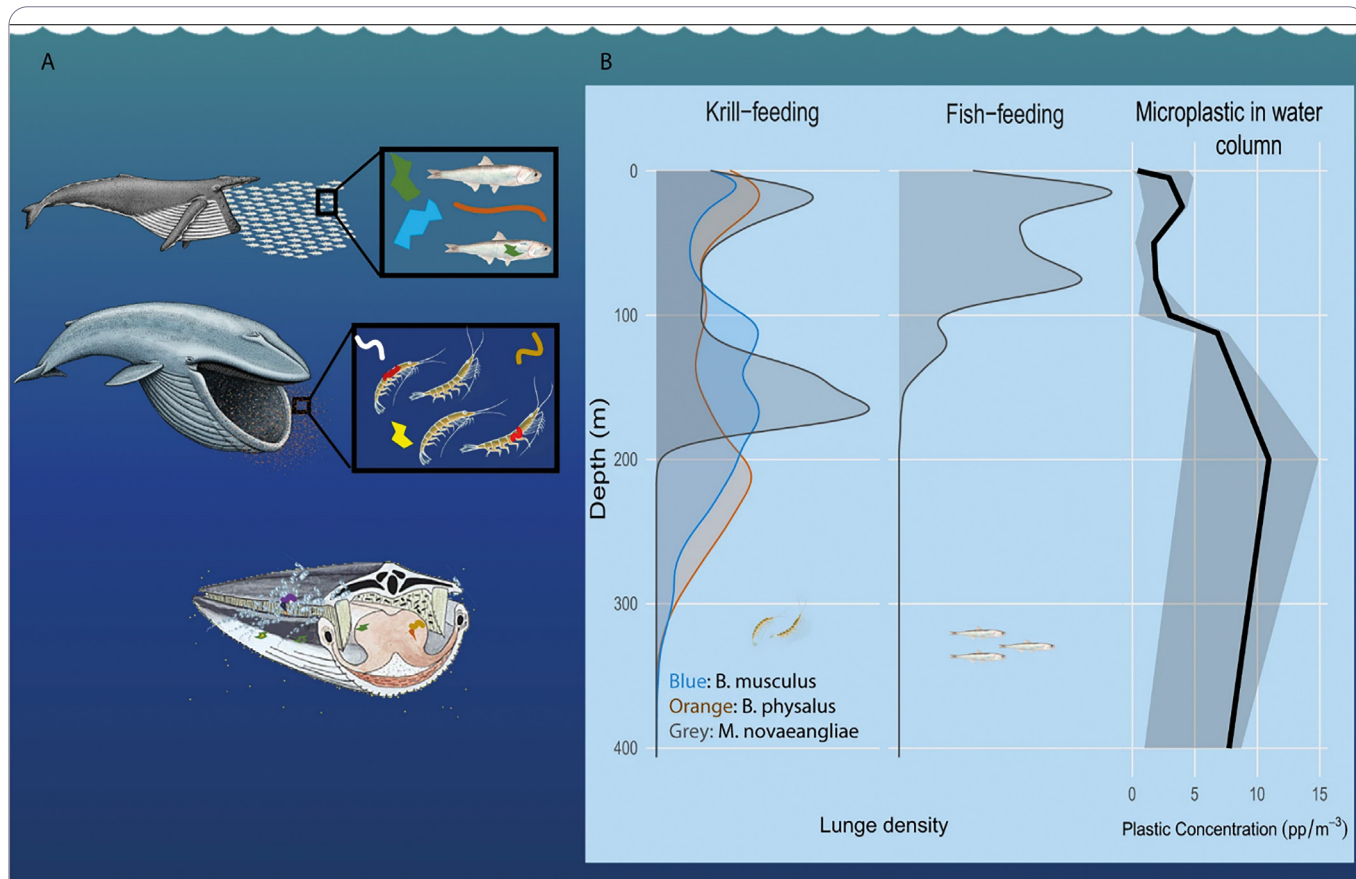 A
B
Krill-feeding
Fish-feeding
Microplastic in water
column
0
100
200
300
400
Depth (m)
Blue: B. musculus
Orange: B. physalus
Grey: M. novaeangliae
Lunge density
0 5 10 15
Plastic Concentration (pp/m⁻³)